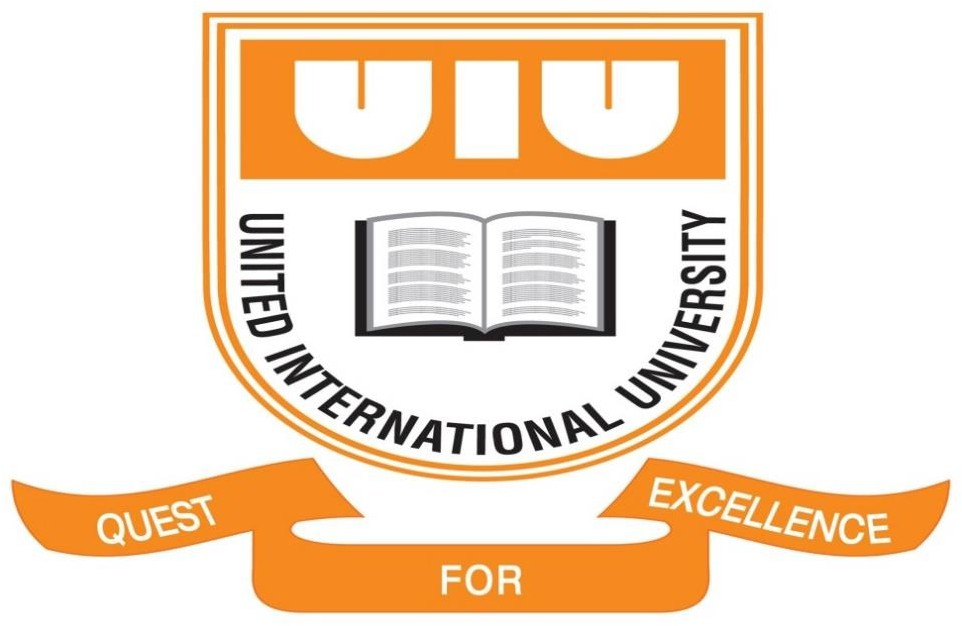 UIU
UNITED INTERNATIONAL UNIVERSITY
QUEST
FOR
EXCELLENCE